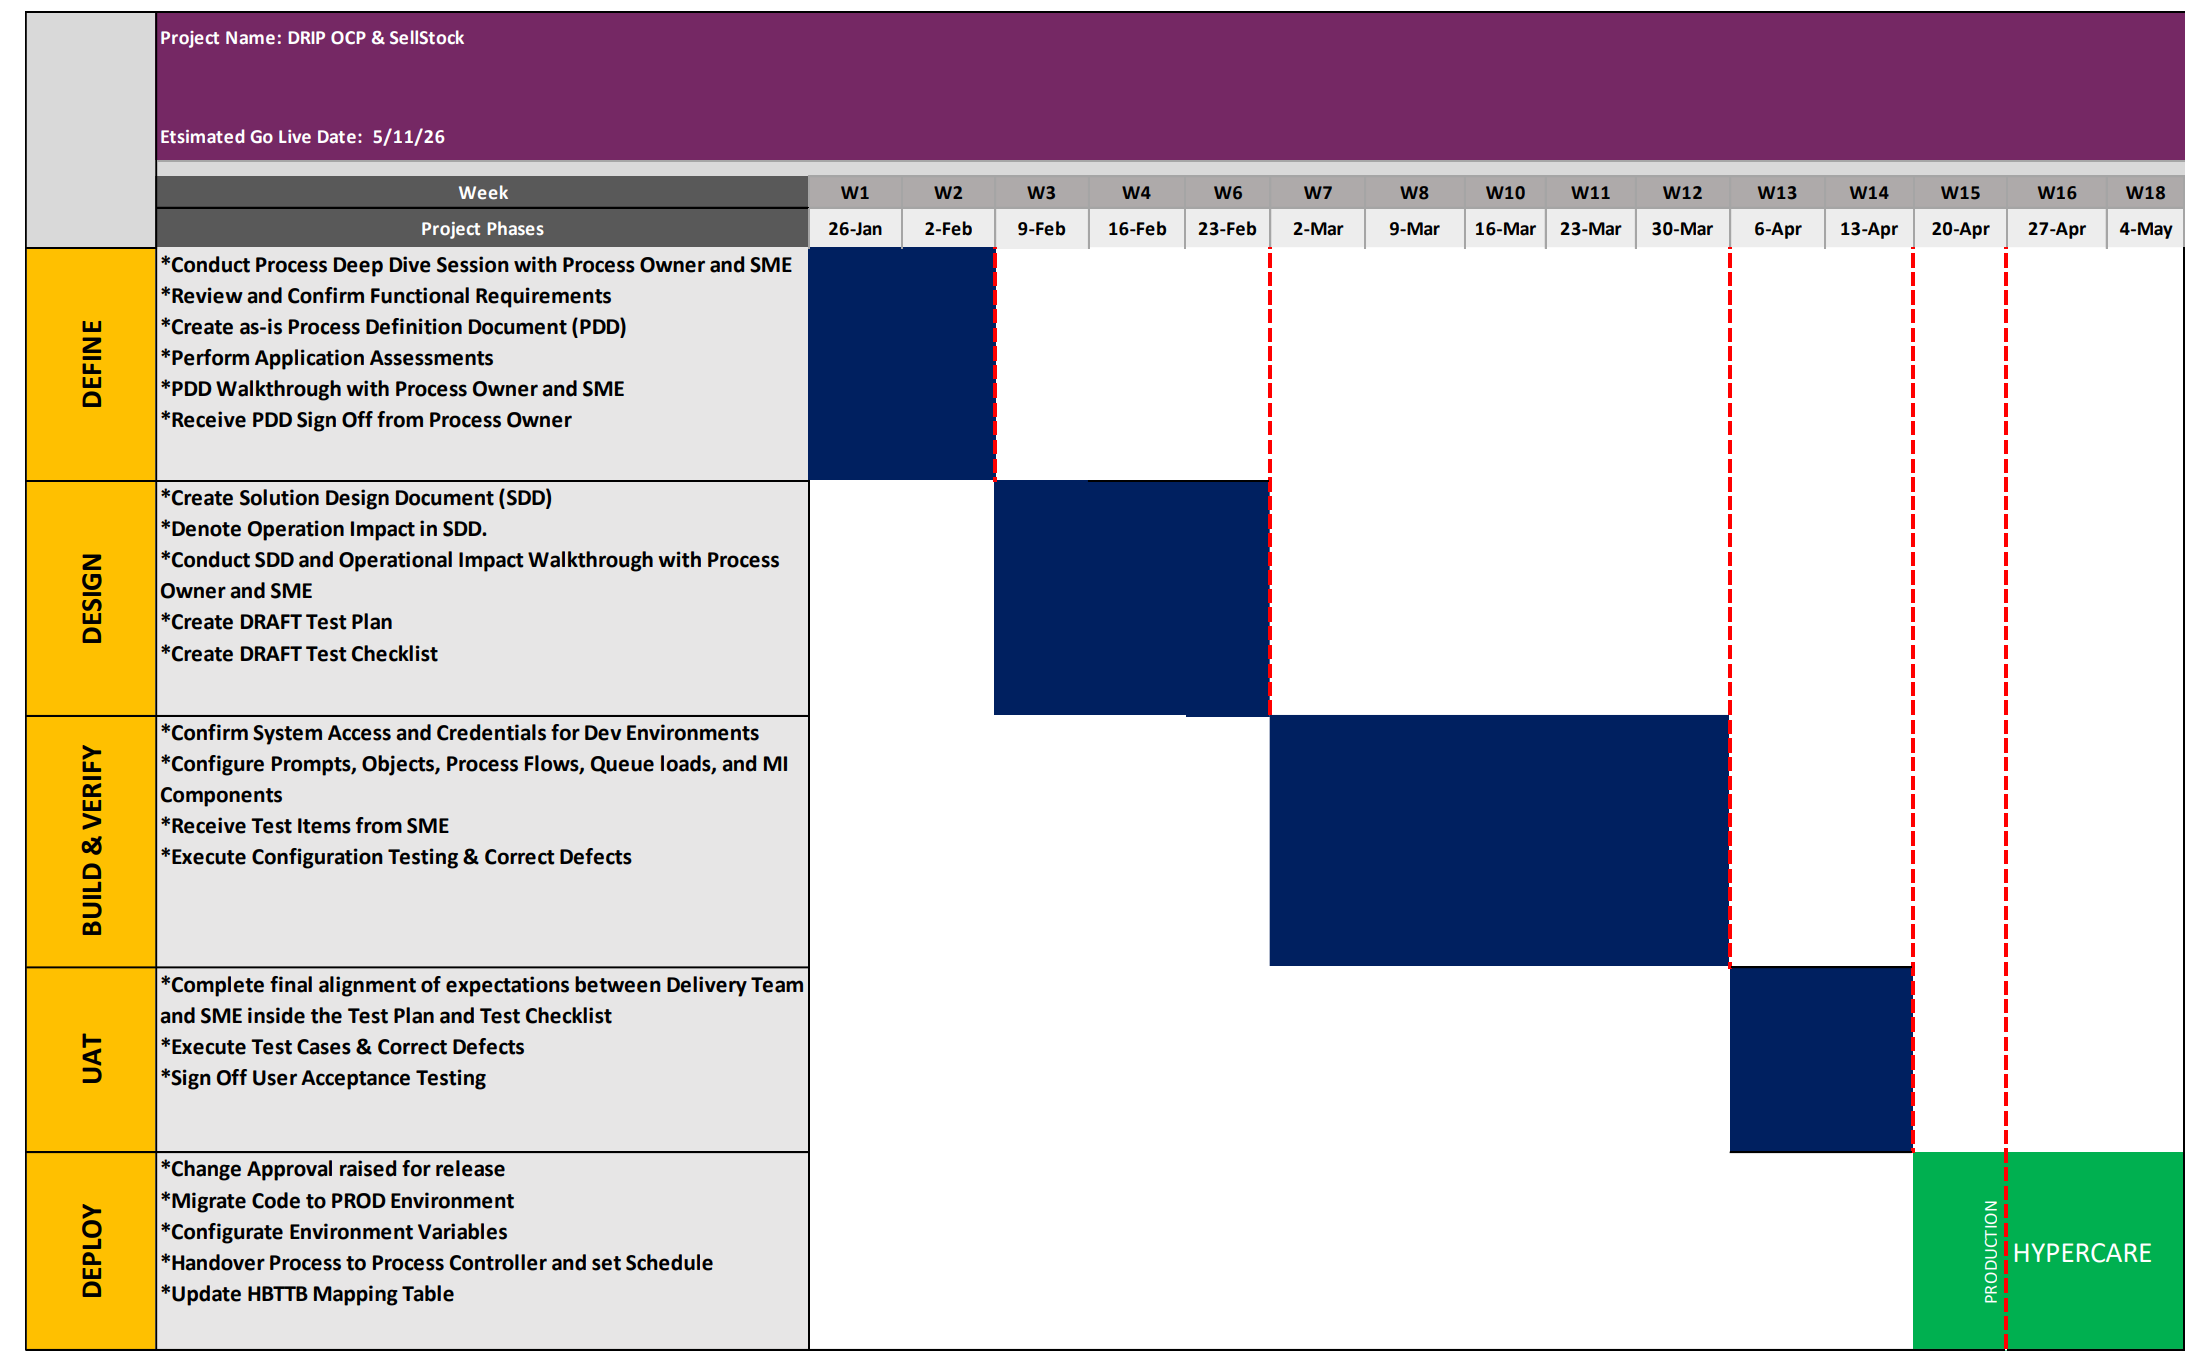 Project Name: DRIP OCP & SellStock
Etsimated Go Live Date: 5/11/26
Week W1 W2 W3 W4 W6 W7 W8 W10 W11 W12 W13 W14 W15 W16 W18
Project Phases 26-Jan 2-Feb 9-Feb 16-Feb 23-Feb 2-Mar 9-Mar 16-Mar 23-Mar 30-Mar 6-Apr 13-Apr 20-Apr 27-Apr 4-May
DEFINE
*Conduct Process Deep Dive Session with Process Owner and SME
*Review and Confirm Functional Requirements
*Create as-is Process Definition Document (PDD)
*Perform Application Assessments
*PDD Walkthrough with Process Owner and SME
*Receive PDD Sign Off from Process Owner
DESIGN
*Create Solution Design Document (SDD)
*Denote Operation Impact in SDD.
*Conduct SDD and Operational Impact Walkthrough with Process
Owner and SME
*Create DRAFT Test Plan
*Create DRAFT Test Checklist
BUILD & VERIFY
*Confirm System Access and Credentials for Dev Environments
*Configure Prompts, Objects, Process Flows, Queue loads, and MI
Components
*Receive Test Items from SME
*Execute Configuration Testing & Correct Defects
UAT
*Complete final alignment of expectations between Delivery Team
and SME inside the Test Plan and Test Checklist
*Execute Test Cases & Correct Defects
*Sign Off User Acceptance Testing
DEPLOY
*Change Approval raised for release
*Migrate Code to PROD Environment
*Configurate Environment Variables
*Handover Process to Process Controller and set Schedule
*Update HBTTB Mapping Table
PRODUCTION
HYPERCARE